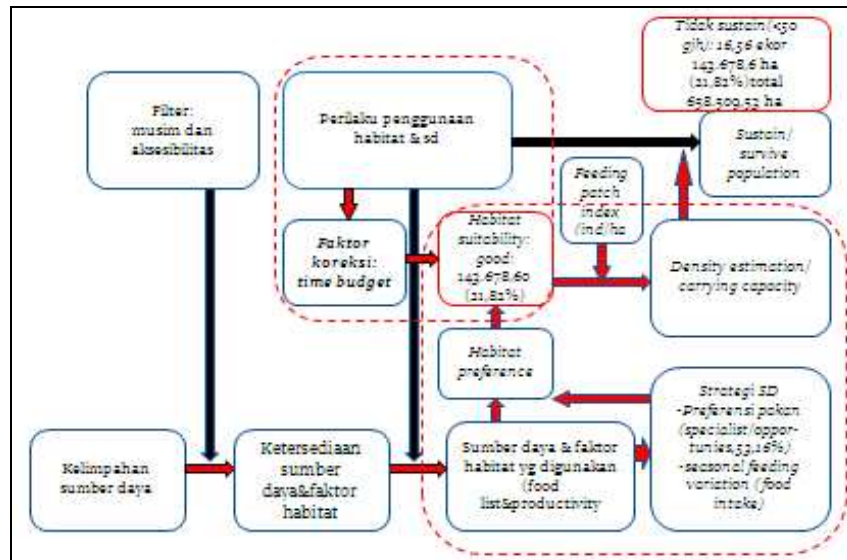 Tidak sustain(<50
gjh): 16,56 ekor
143.678,6 ha
(21,82%)total
658.509,53 ha
Filter:
musim dan
aksesibilitas
Perilaku penggunaan
habitat & sd
Sustain/
survive
population
Feeding
patch
index
(ind/ha
Faktor
koreksi:
time budget
Habitat
suitability:
good:
143.678,60
(21,82%)
Density estimation/
carrying capacity
Habitat
preference
Strategi SD
-Preferensi pakan
(specialist/oppor-
tunies,53,16%)
-seasonal feeding
variation (food
intake)
Kelimpahan
sumber daya
Ketersediaan
sumber
daya&faktor
habitat
Sumber daya & faktor
habitat yg digunakan
(food
list&productivity